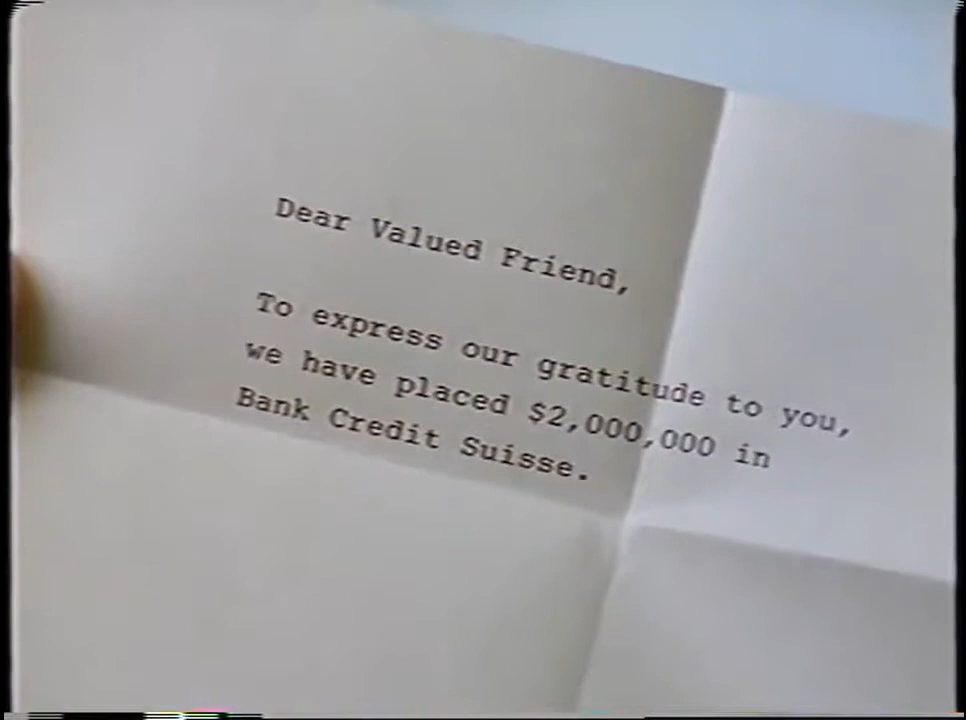 Dear Valued Friend,
To express our gratitude to you,
we have placed $2,000,000 in
Bank Credit Suisse.